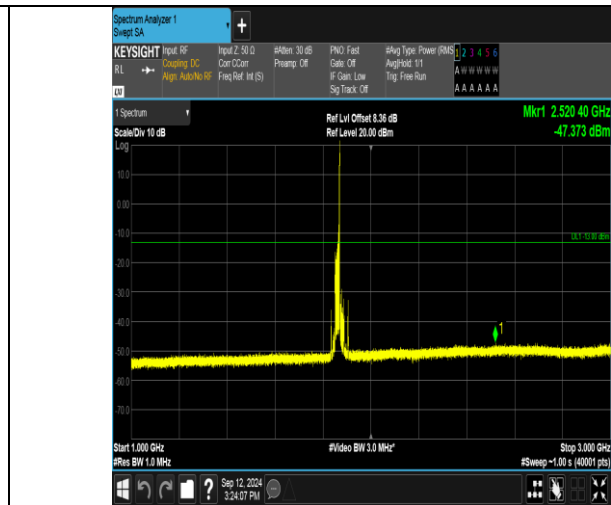 Spectrum Analyzer 1
Swept SA
+
KEYSIGHT
RL
LXI
Input: RF
Coupling: DC
Align: Auto/No RF
Input Z: 50 Ω
Corr CCorr
Freq Ref: Int (S)
#Atten: 30 dB
Preamp: Off
PNO: Fast
Gate: Off
IF Gain: Low
Sig Track: Off
#Avg Type: Power (RMS
Avg|Hold: 1/1
Trig: Free Run
1 2 3 4 5 6
A W W W W W
A A A A A A
1 Spectrum
Scale/Div 10 dB
Ref Lvl Offset 8.36 dB
Ref Level 20.00 dBm
Mkr1 2.520 40 GHz
-47.373 dBm
Log
10.0
0.00
-10.0
DL1 -13.00 dBm
-20.0
-30.0
-40.0
1
-50.0
-60.0
-70.0
Start 1.000 GHz
#Video BW 3.0 MHz*
Stop 3.000 GHz
#Res BW 1.0 MHz
#Sweep ~1.00 s (40001 pts)
?
Sep 12, 2024
3:24:07 PM